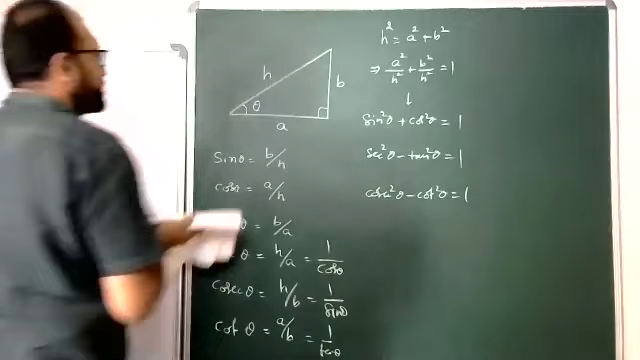 h
b
θ
a
Sinθ = b/h
cosθ = a/h
θ = b/a
θ = h/a = 1/cosθ
Cosecθ = h/b = 1/Sinθ
Cot θ = a/b = 1/tanθ
h² = a² + b²
⇒ a²/h² + b²/h² = 1
↓
Sin²θ + cos²θ = 1
sec²θ - tan²θ = 1
cosec²θ - cot²θ = 1